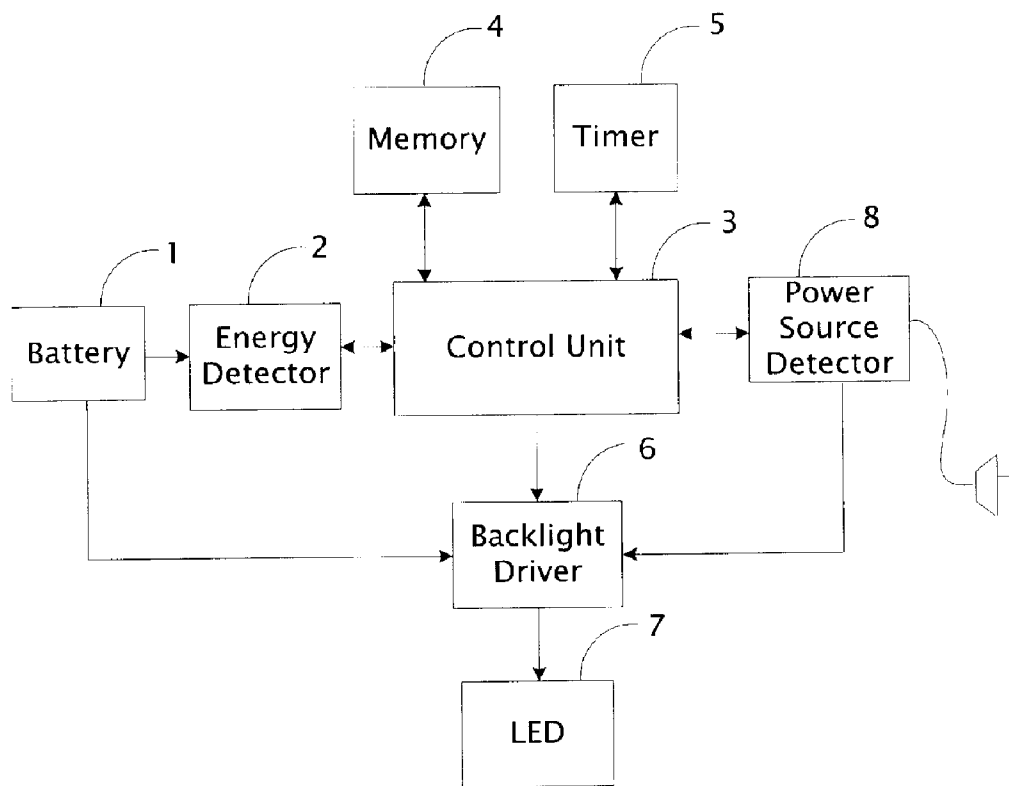 4
5
Memory
Timer
1
2
3
8
Battery
Energy
Detector
Control Unit
Power
Source
Detector
6
Backlight
Driver
7
LED